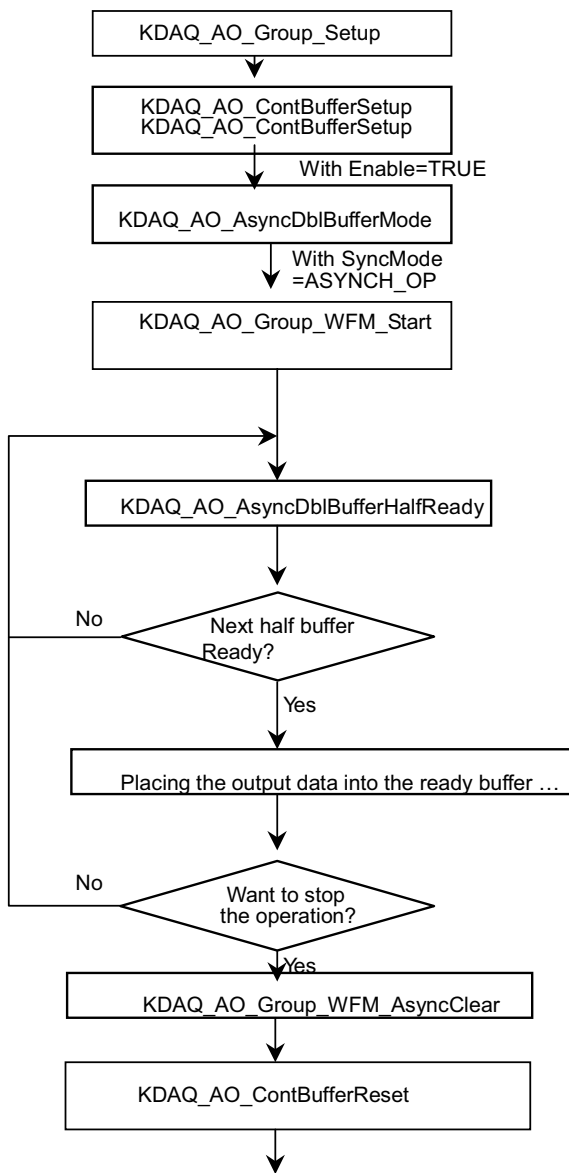 KDAQ_AO_Group_Setup
KDAQ_AO_ContBufferSetup
KDAQ_AO_ContBufferSetup
With Enable=TRUE
KDAQ_AO_AsyncDblBufferMode
With SyncMode
=ASYNCH_OP
KDAQ_AO_Group_WFM_Start
KDAQ_AO_AsyncDblBufferHalfReady
No
Next half buffer
Ready?
Yes
Placing the output data into the ready buffer …
No
Want to stop
the operation?
Yes
KDAQ_AO_Group_WFM_AsyncClear
KDAQ_AO_ContBufferReset